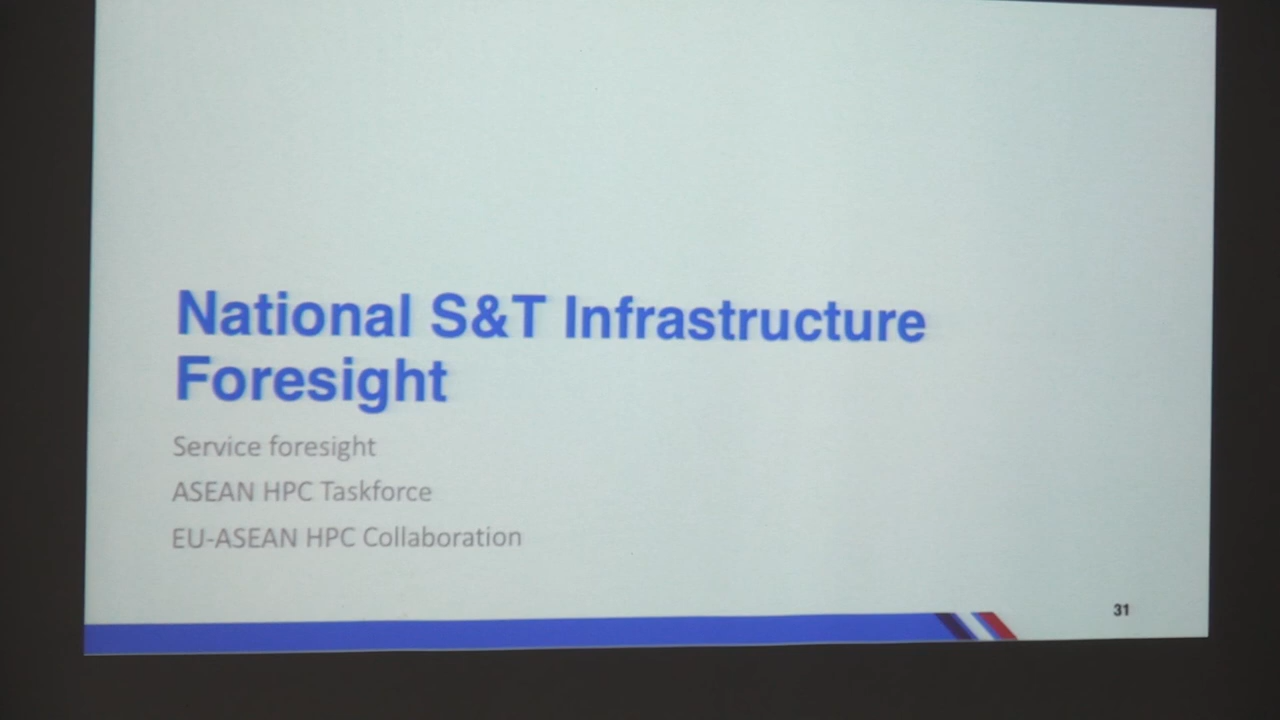 National S&T Infrastructure
Foresight
Service foresight
ASEAN HPC Taskforce
EU-ASEAN HPC Collaboration
31